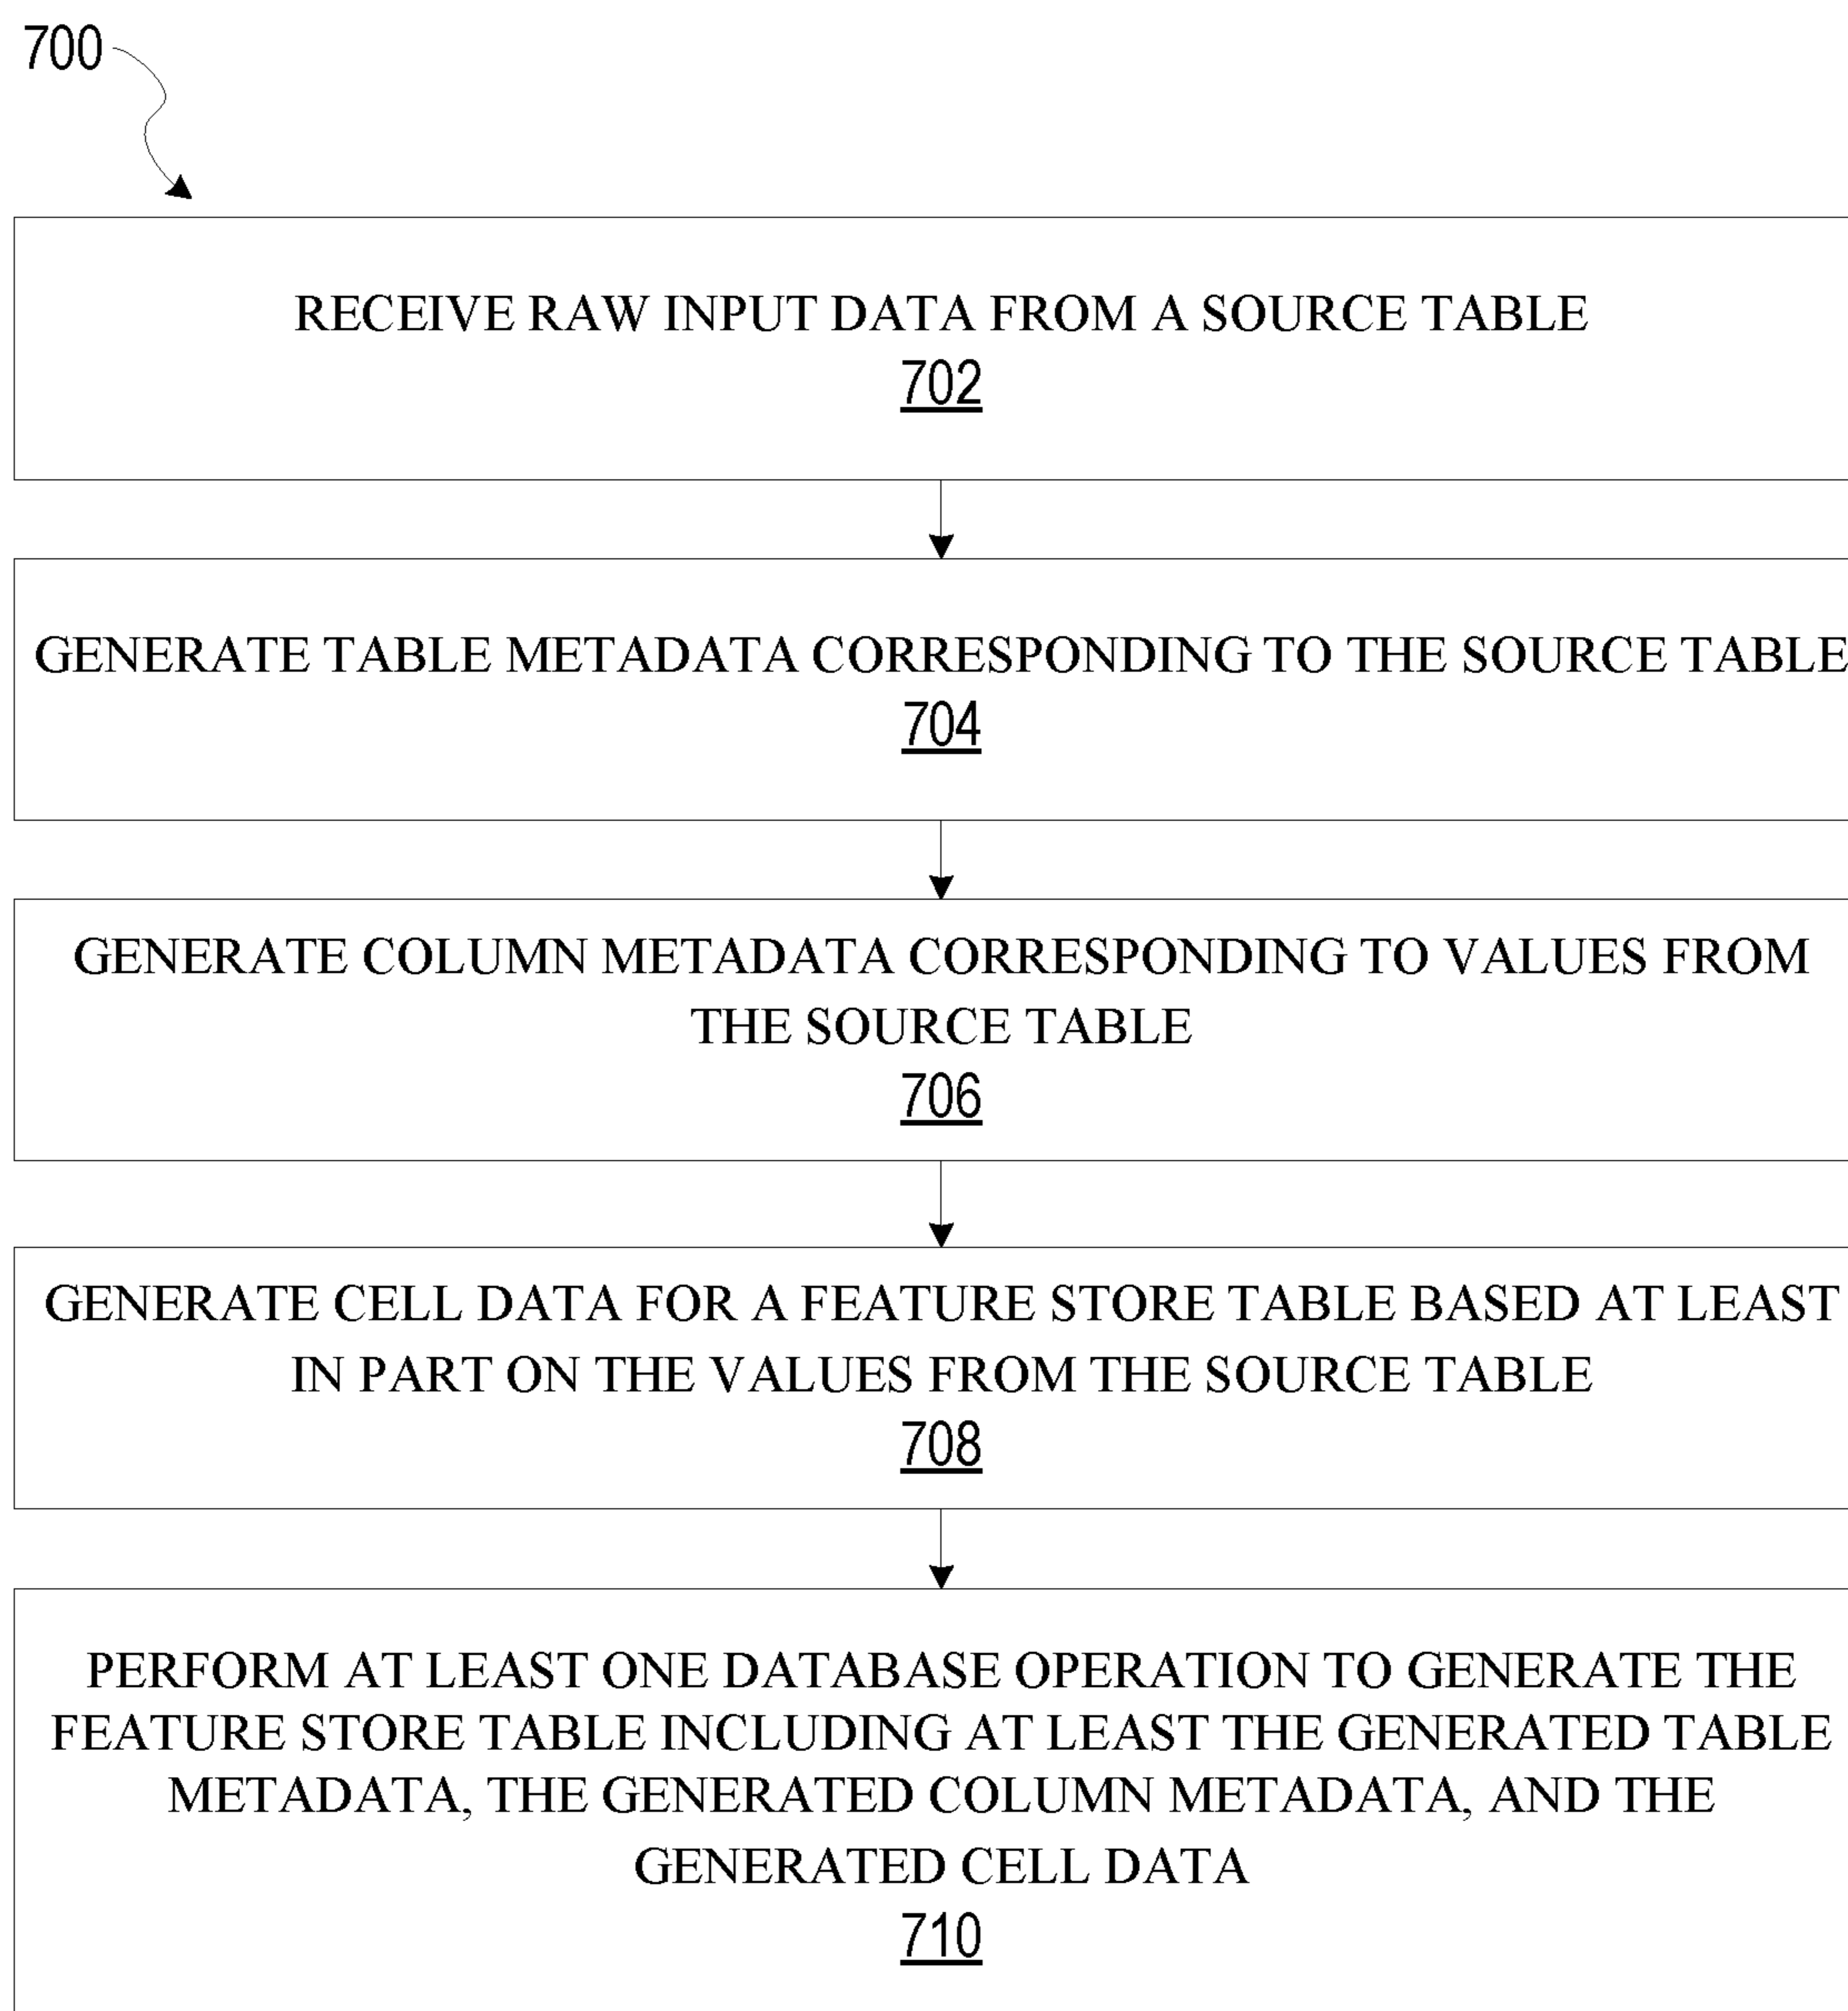 700
RECEIVE RAW INPUT DATA FROM A SOURCE TABLE
702
GENERATE TABLE METADATA CORRESPONDING TO THE SOURCE TABLE
704
GENERATE COLUMN METADATA CORRESPONDING TO VALUES FROM
THE SOURCE TABLE
706
GENERATE CELL DATA FOR A FEATURE STORE TABLE BASED AT LEAST
IN PART ON THE VALUES FROM THE SOURCE TABLE
708
PERFORM AT LEAST ONE DATABASE OPERATION TO GENERATE THE
FEATURE STORE TABLE INCLUDING AT LEAST THE GENERATED TABLE
METADATA, THE GENERATED COLUMN METADATA, AND THE
GENERATED CELL DATA
710